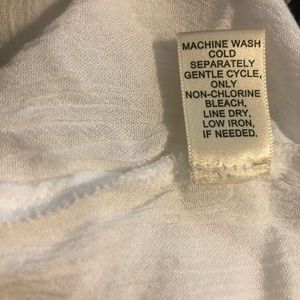 MACHINE WASH
COLD
SEPARATELY
GENTLE CYCLE,
ONLY
NON-CHLORINE
BLEACH,
LINE DRY,
LOW IRON,
IF NEEDED.